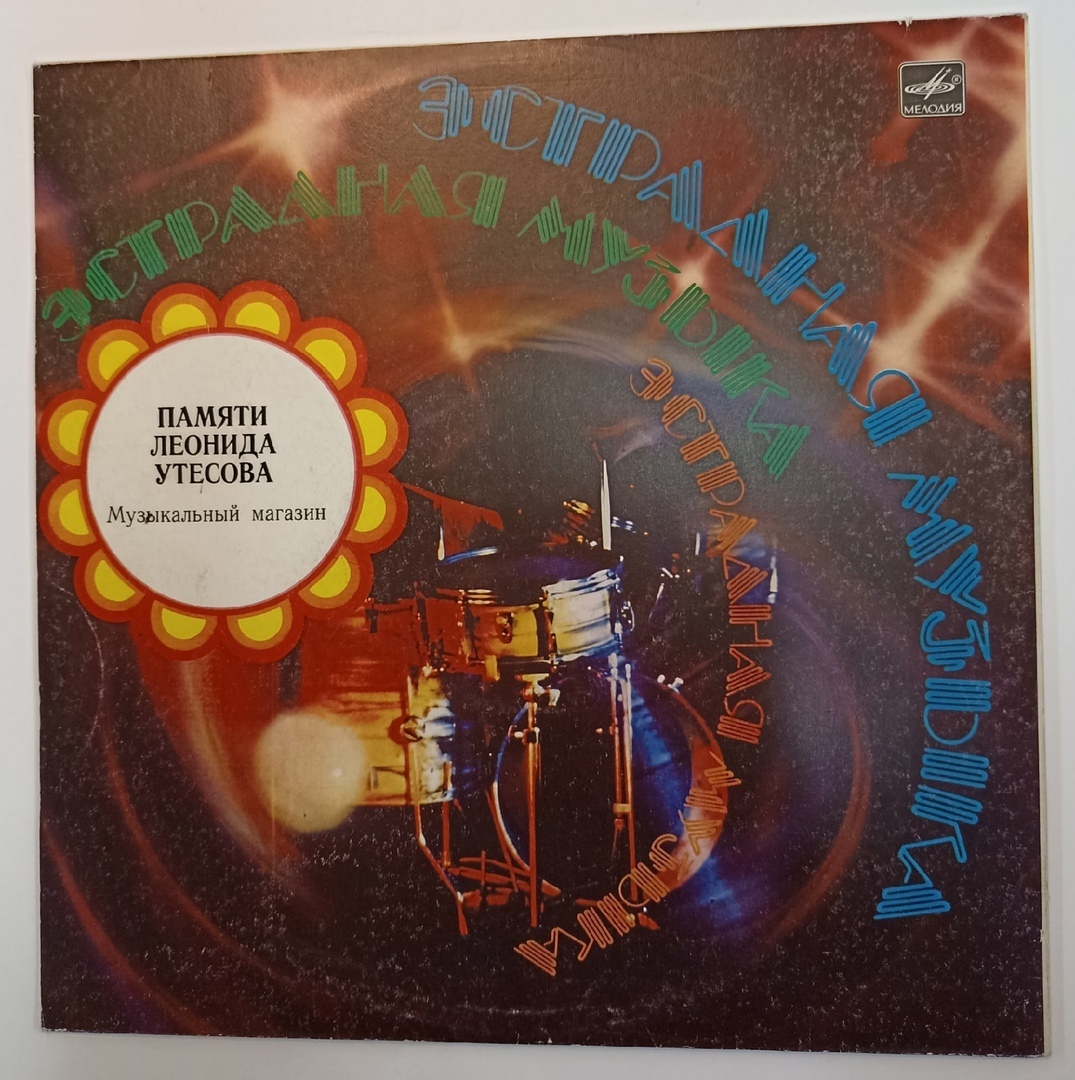 МЕЛОДИЯ
ЭСТРАДНАЯ МУЗЫКА
ЭСТРАДНАЯ МУЗЫКА
ЭСТРАДНАЯ МУЗЫКА
ПАМЯТИ
ЛЕОНИДА
УТЕСОВА
Музыкальный магазин